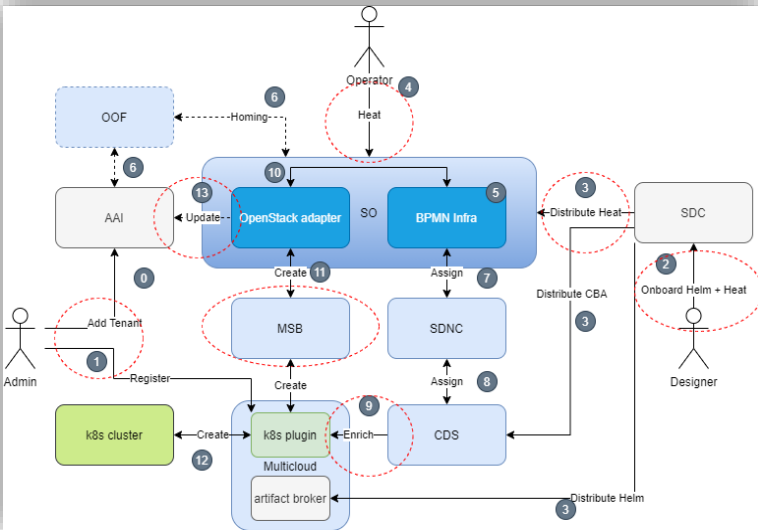 Operator
4
Heat
6
Homing
OOF
6
10
13
5
3
AAI
Update
OpenStack adapter
SO
BPMN Infra
Distribute Heat
SDC
0
Create
11
Assign
7
2
Onboard Helm + Heat
Distribute CBA
3
Add Tenant
MSB
SDNC
Admin
1
Register
Create
Assign
8
Designer
9
k8s cluster
Create
k8s plugin
Enrich
CDS
12
Multicloud
artifact broker
Distribute Helm
3